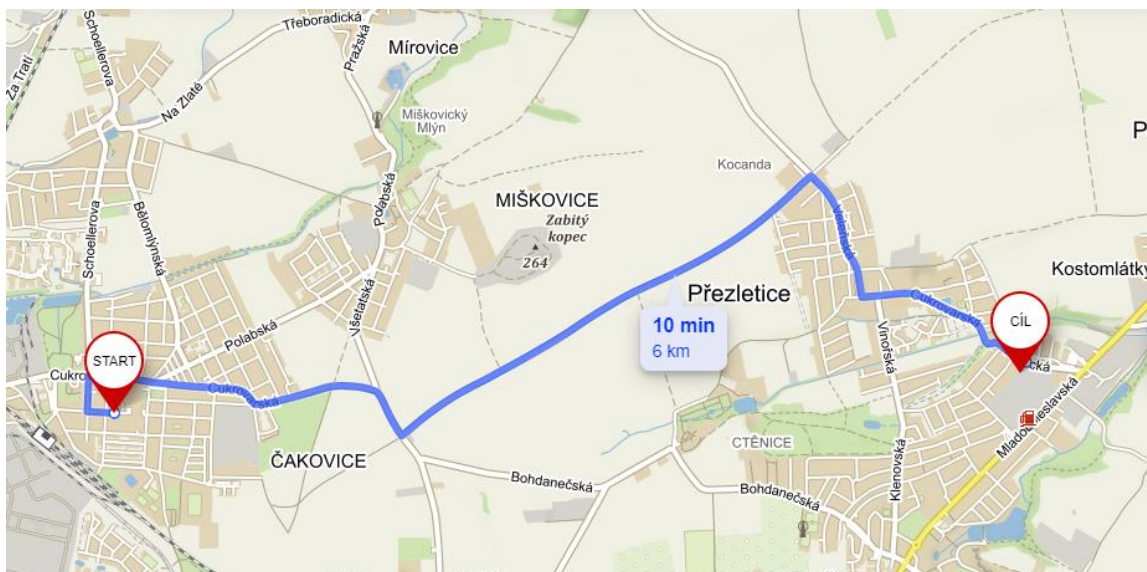 Třeboradická
Schoellerova
Za Tratí
Na Zlaté
Pražská
Mírovice
Miškovický
Mlýn
P
Kocanda
Polabská
MIŠKOVICE
Zabitý
kopec
264
Bělomlýnská
Schoellerova
Veleňská
Kostomlátky
Přezletice
Cukrovarská
CÍL
10 min
6 km
Všetatská
Polabská
START
Cukro
Cukrovarská
Vinořská
cká
Mladoboleslavská
ČAKOVICE
CTĚNICE
Bohdanečská
Bohdanečská
Klenovská